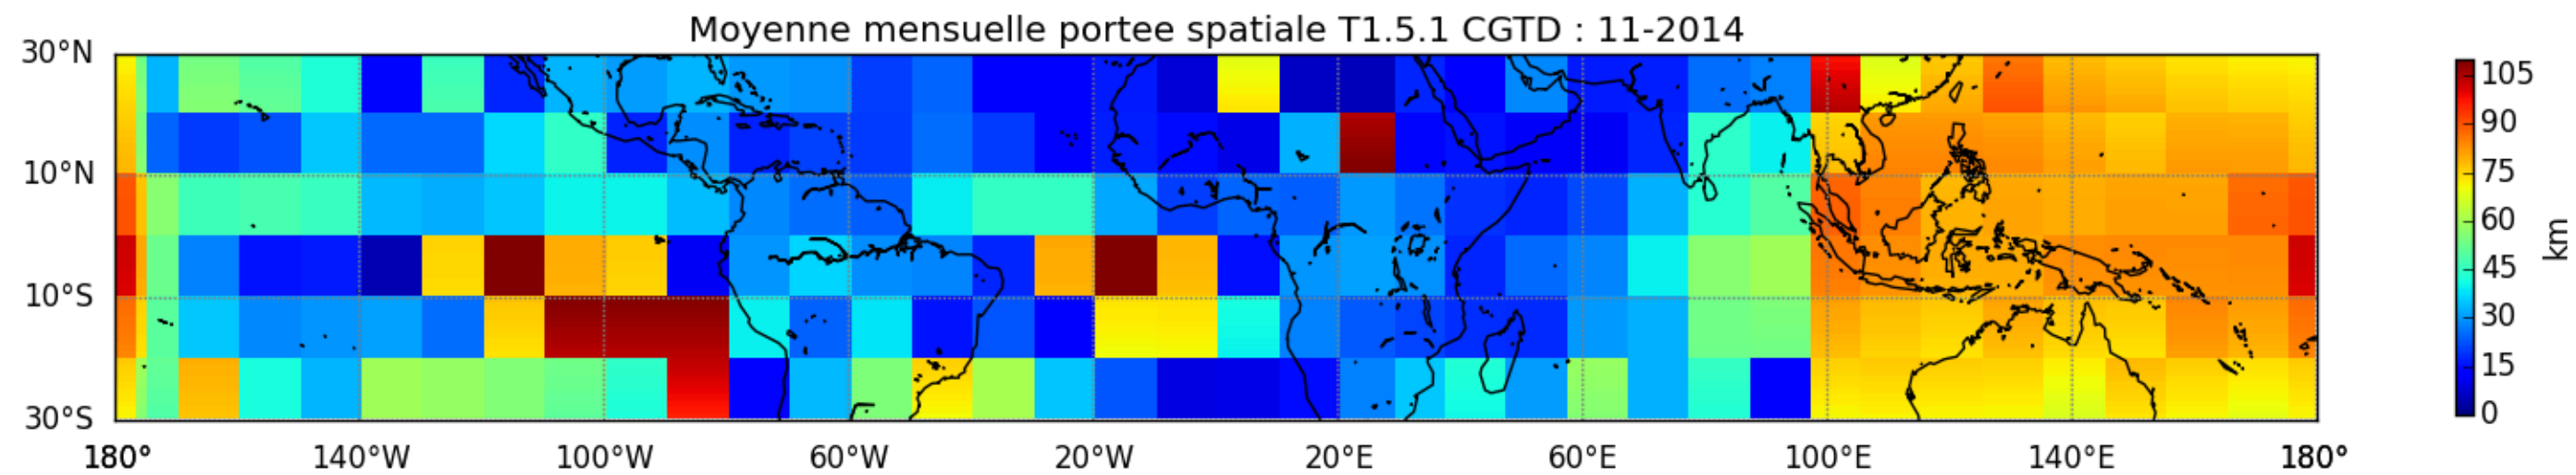 Moyenne mensuelle portee spatiale T1.5.1 CGTD : 11-2014
30°N
10°N
10°S
30°S
180° 140°W 100°W 60°W 20°W 20°E 60°E 100°E 140°E 180°
105
90
75
60
45
30
15
0
km